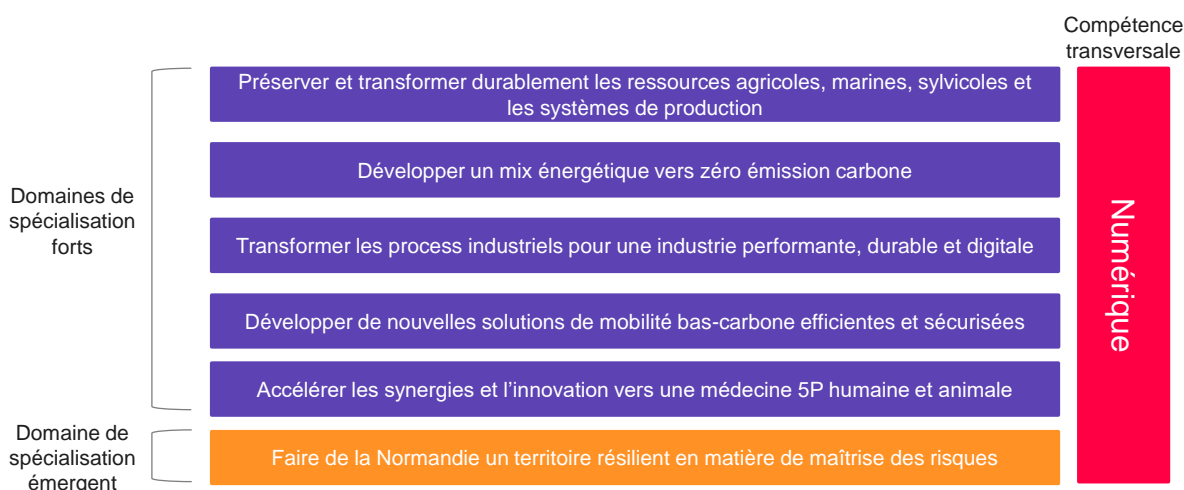 Compétence
transversale
Préserver et transformer durablement les ressources agricoles, marines, sylvicoles et
les systèmes de production
Développer un mix énergétique vers zéro émission carbone
Domaines de
spécialisation
forts
Transformer les process industriels pour une industrie performante, durable et digitale
Numérique
Développer de nouvelles solutions de mobilité bas-carbone efficientes et sécurisées
Accélérer les synergies et l’innovation vers une médecine 5P humaine et animale
Domaine de
spécialisation
émergent
Faire de la Normandie un territoire résilient en matière de maîtrise des risques